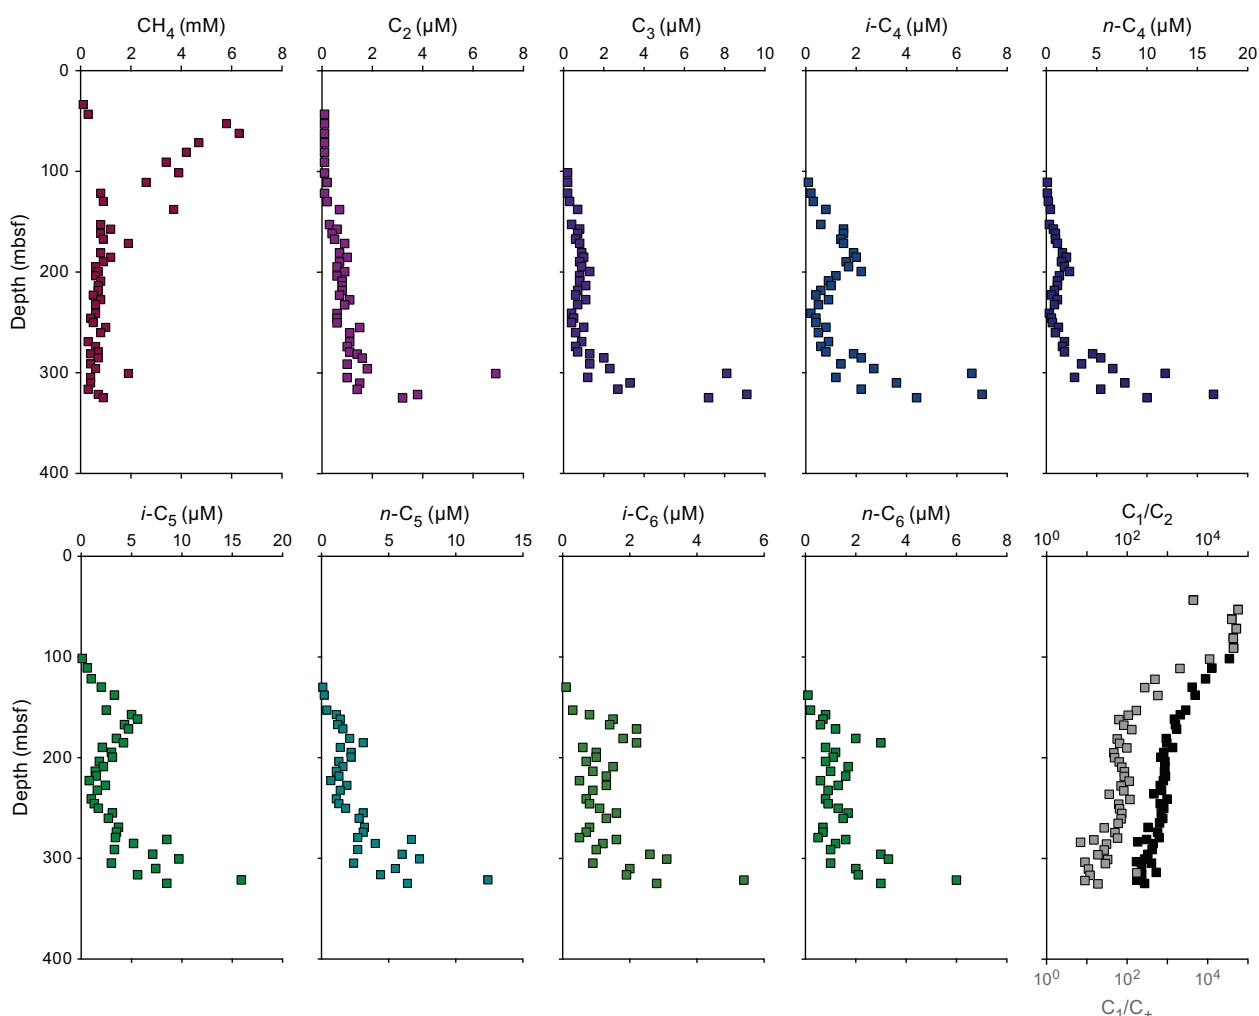 CH4 (mM) C2 (µM) C3 (µM) i-C4 (µM) n-C4 (µM)
0 2 4 6 8 0 2 4 6 8 0 2 4 6 8 10 0 2 4 6 8 0 5 10 15 20
0
100
200
300
400
Depth (mbsf)
i-C5 (µM) n-C5 (µM) i-C6 (µM) n-C6 (µM) C1/C2
0 5 10 15 20 0 5 10 15 0 2 4 6 0 2 4 6 8 10^0 10^2 10^4
0
100
200
300
400
Depth (mbsf)
10^0 10^2 10^4
C1/C+